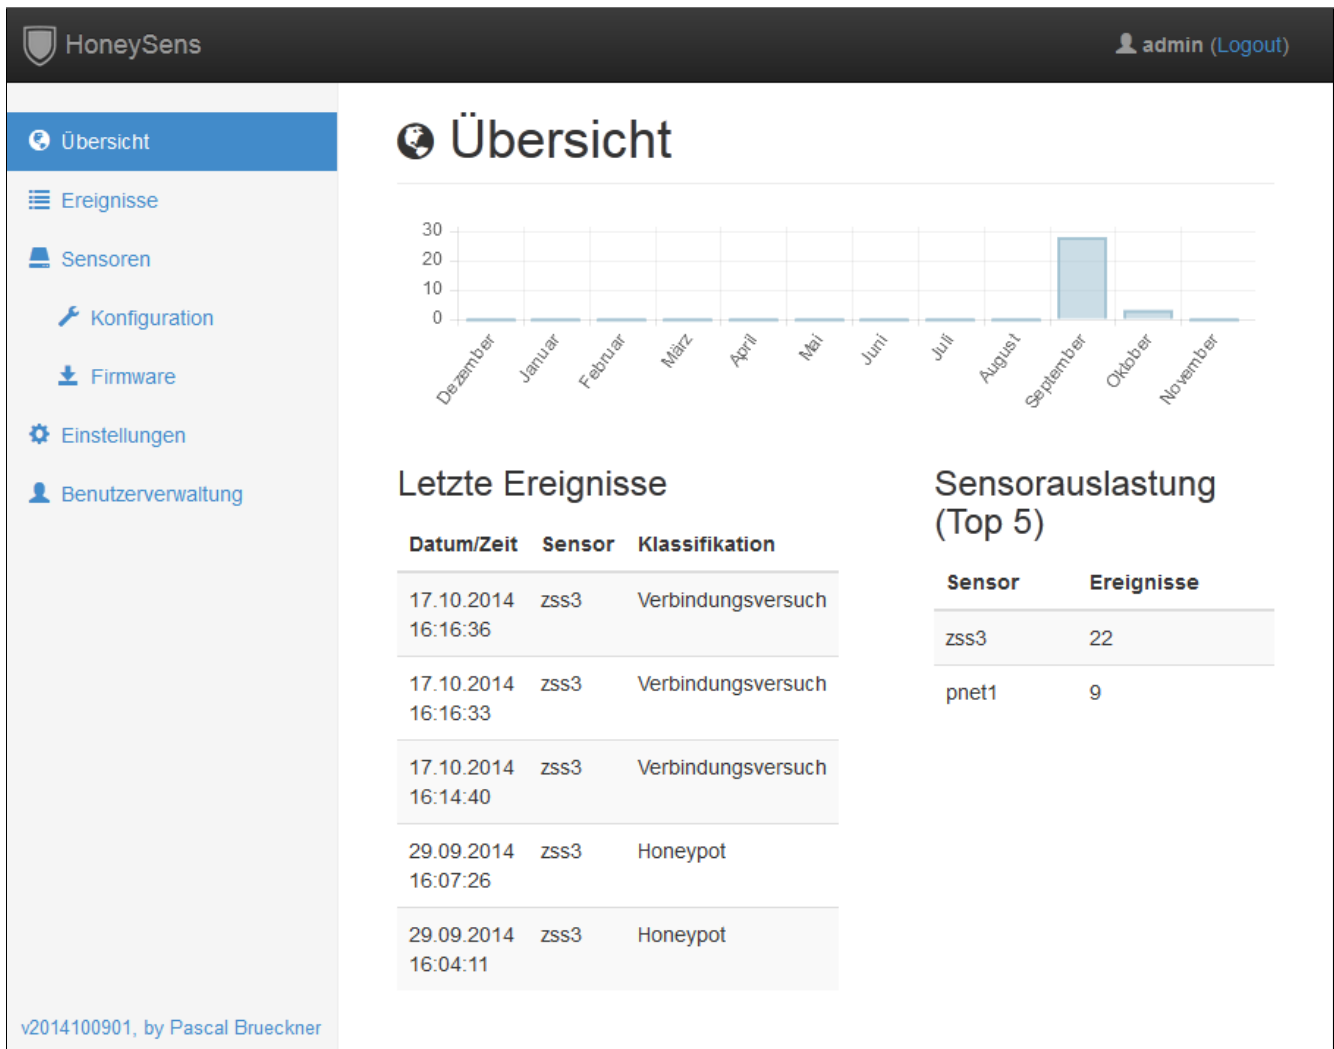 HoneySens
admin (Logout)
Übersicht
Ereignisse
Sensoren
Konfiguration
Firmware
Einstellungen
Benutzerverwaltung
v2014100901, by Pascal Brueckner
Übersicht
30
20
10
0
Dezember
Januar
Februar
März
April
Mai
Juni
Juli
August
September
Oktober
November
Letzte Ereignisse
Datum/Zeit Sensor Klassifikation
17.10.2014 zss3 Verbindungsversuch
16:16:36
17.10.2014 zss3 Verbindungsversuch
16:16:33
17.10.2014 zss3 Verbindungsversuch
16:14:40
29.09.2014 zss3 Honeypot
16:07:26
29.09.2014 zss3 Honeypot
16:04:11
Sensorauslastung
(Top 5)
Sensor Ereignisse
zss3 22
pnet1 9